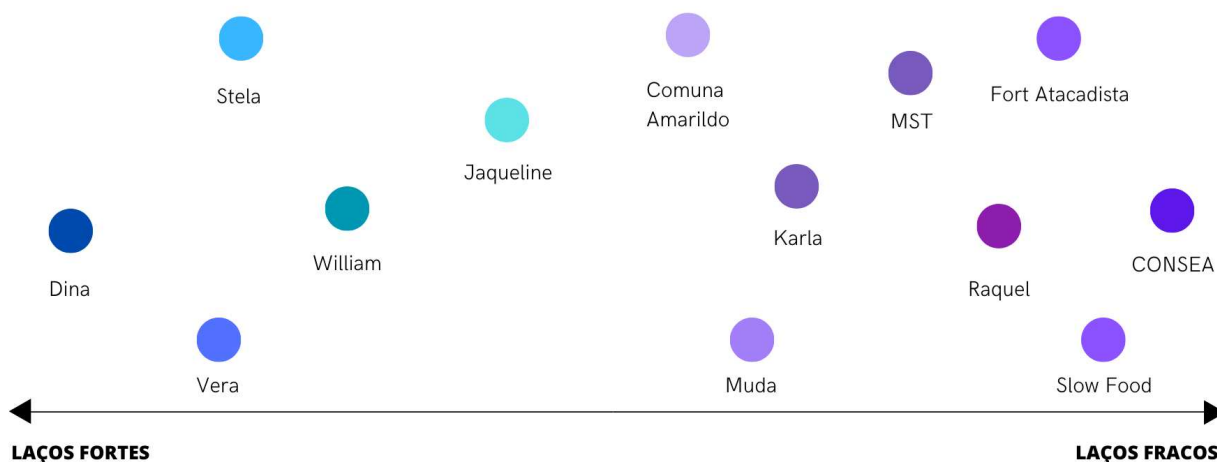 Stela
Comuna
Amarildo
MST
Fort Atacadista
Jaqueline
Dina
William
Karla
Raquel
CONSEA
Vera
Muda
Slow Food
LAÇOS FORTES
LAÇOS FRACOS